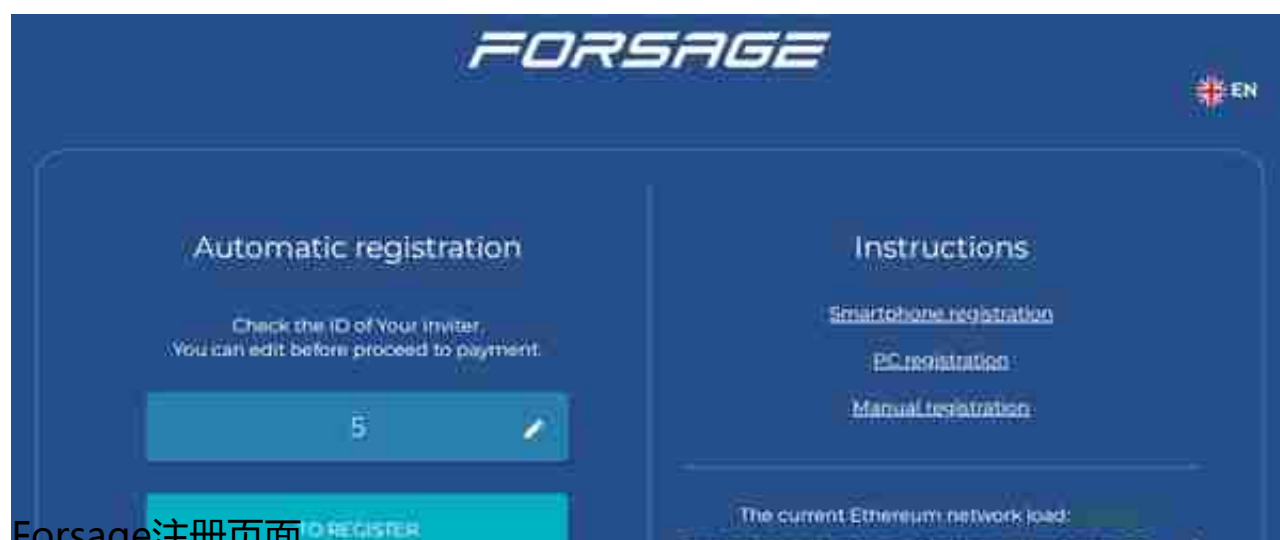 FORSAGE
EN
Automatic registration
Check the ID of Your inviter.
You can edit before proceed to payment.
5
TO REGISTER
Instructions
Smartphone registration
PC registration
Manual registration
The current Ethereum network load:
Forsage注册页面